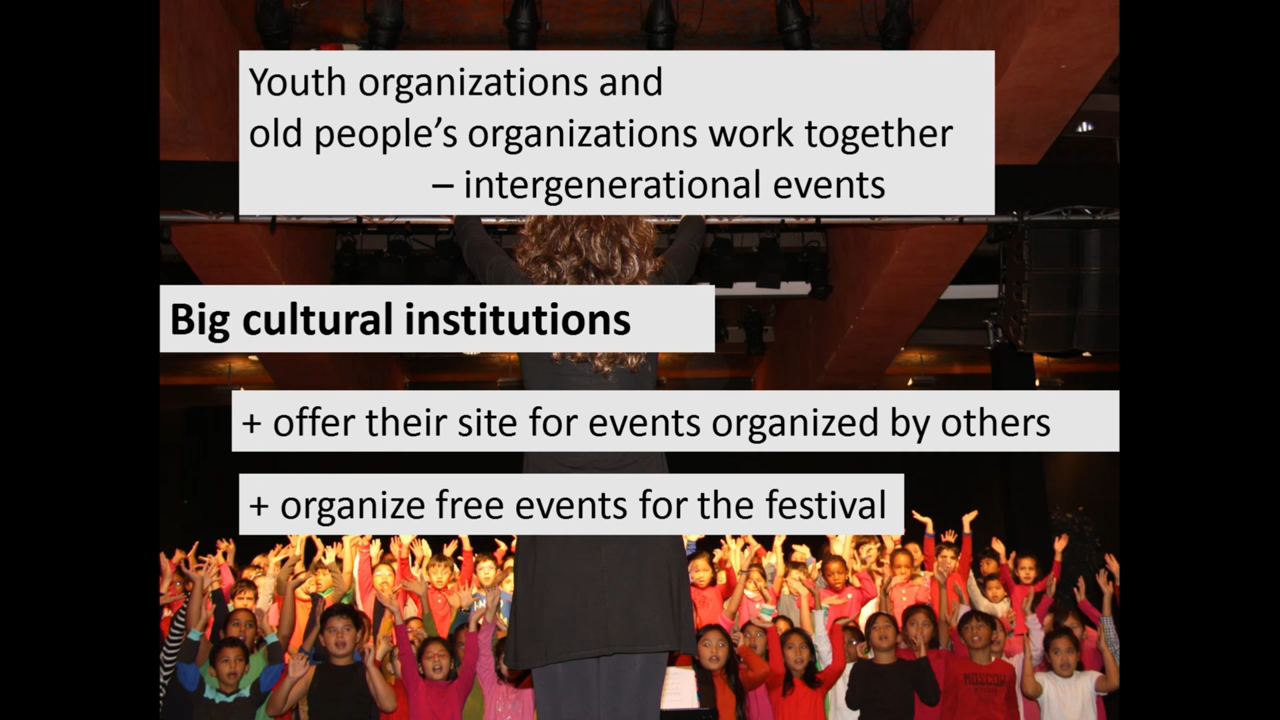 Youth organizations and
old people’s organizations work together
– intergenerational events
Big cultural institutions
+ offer their site for events organized by others
+ organize free events for the festival
MOSCOW